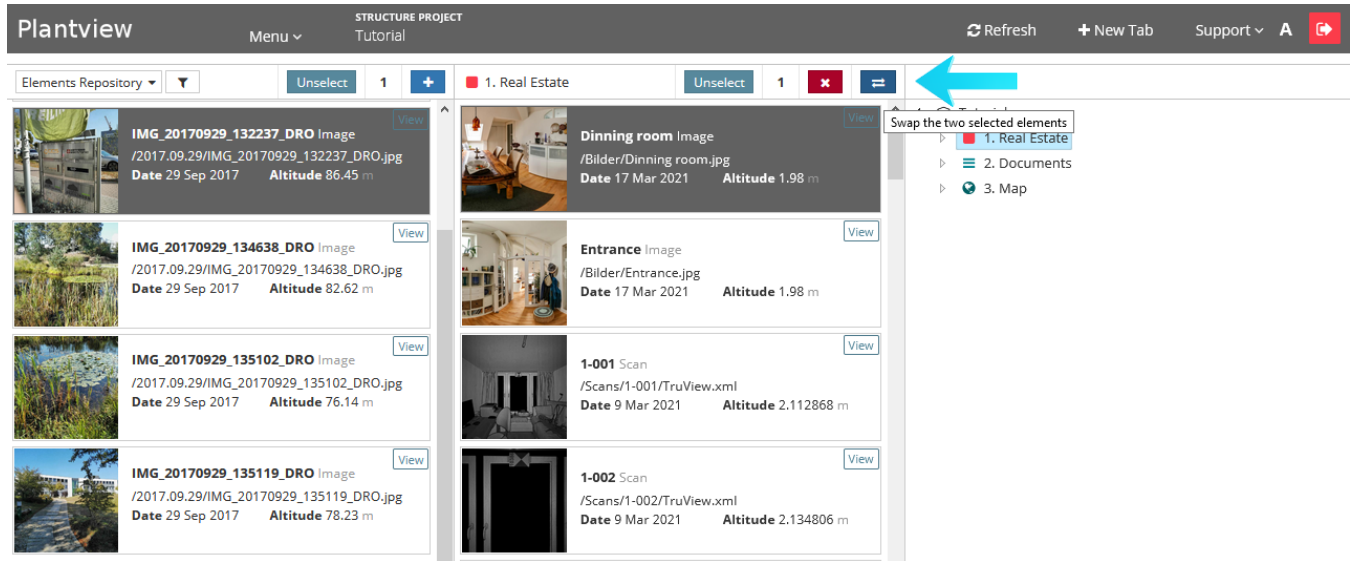 Plantview
Menu
STRUCTURE PROJECT
Tutorial
Refresh
New Tab
Support
A
Elements Repository
Unselect
1
+
1. Real Estate
Unselect
1
Swap the two selected elements
1. Real Estate
2. Documents
3. Map
View
IMG_20170929_132237_DRO Image
/2017.09.29/IMG_20170929_132237_DRO.jpg
Date 29 Sep 2017 Altitude 86.45 m
View
IMG_20170929_134638_DRO Image
/2017.09.29/IMG_20170929_134638_DRO.jpg
Date 29 Sep 2017 Altitude 82.62 m
View
IMG_20170929_135102_DRO Image
/2017.09.29/IMG_20170929_135102_DRO.jpg
Date 29 Sep 2017 Altitude 76.14 m
View
IMG_20170929_135119_DRO Image
/2017.09.29/IMG_20170929_135119_DRO.jpg
Date 29 Sep 2017 Altitude 78.23 m
View
Dinning room Image
/Bilder/Dinning room.jpg
Date 17 Mar 2021 Altitude 1.98 m
View
Entrance Image
/Bilder/Entrance.jpg
Date 17 Mar 2021 Altitude 1.98 m
View
1-001 Scan
/Scans/1-001/TruView.xml
Date 9 Mar 2021 Altitude 2.112868 m
View
1-002 Scan
/Scans/1-002/TruView.xml
Date 9 Mar 2021 Altitude 2.134806 m